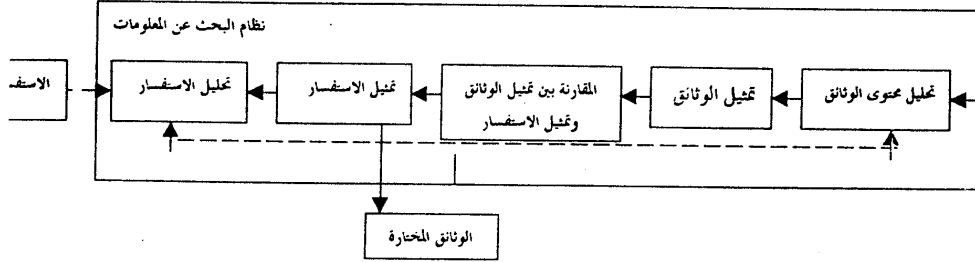 نظام البحث عن المعلومات
تحليل محتوى الوثائق
تمثيل الوثائق
المقارنة بين تمثيل الوثائق
وتمثيل الاستفسار
تمثيل الاستفسار
تحليل الاستفسار
الوثائق المختارة